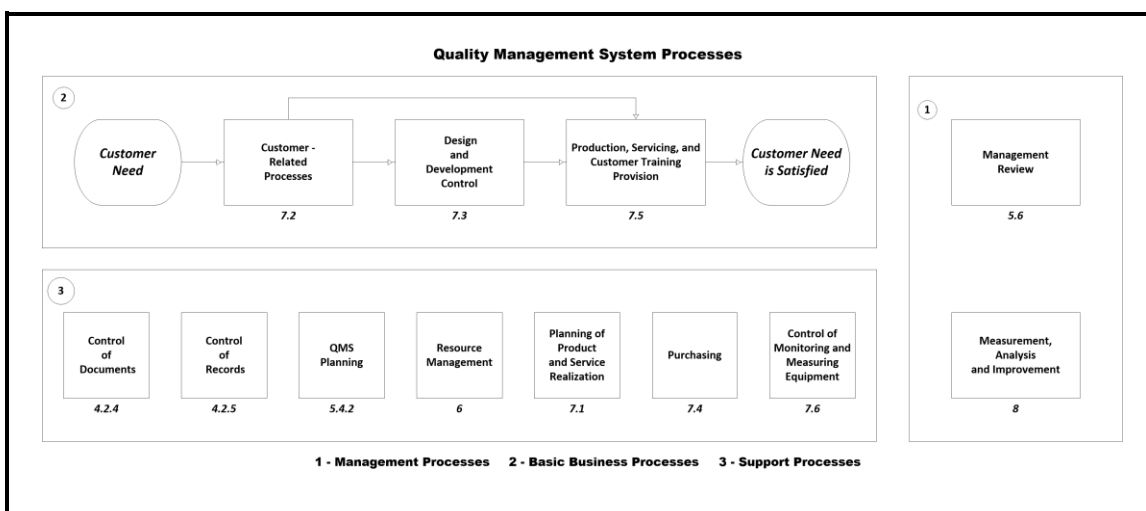 Quality Management System Processes
2
Customer
Need
Customer -
Related
Processes
7.2
Design
and
Development
Control
7.3
Production, Servicing, and
Customer Training
Provision
7.5
Customer Need
is Satisfied
1
Management
Review
5.6
Measurement,
Analysis
and Improvement
8
3
Control
of
Documents
4.2.4
Control
of
Records
4.2.5
QMS
Planning
5.4.2
Resource
Management
6
Planning of
Product
and Service
Realization
7.1
Purchasing
7.4
Control of
Monitoring and
Measuring
Equipment
7.6
1 - Management Processes 2 - Basic Business Processes 3 - Support Processes